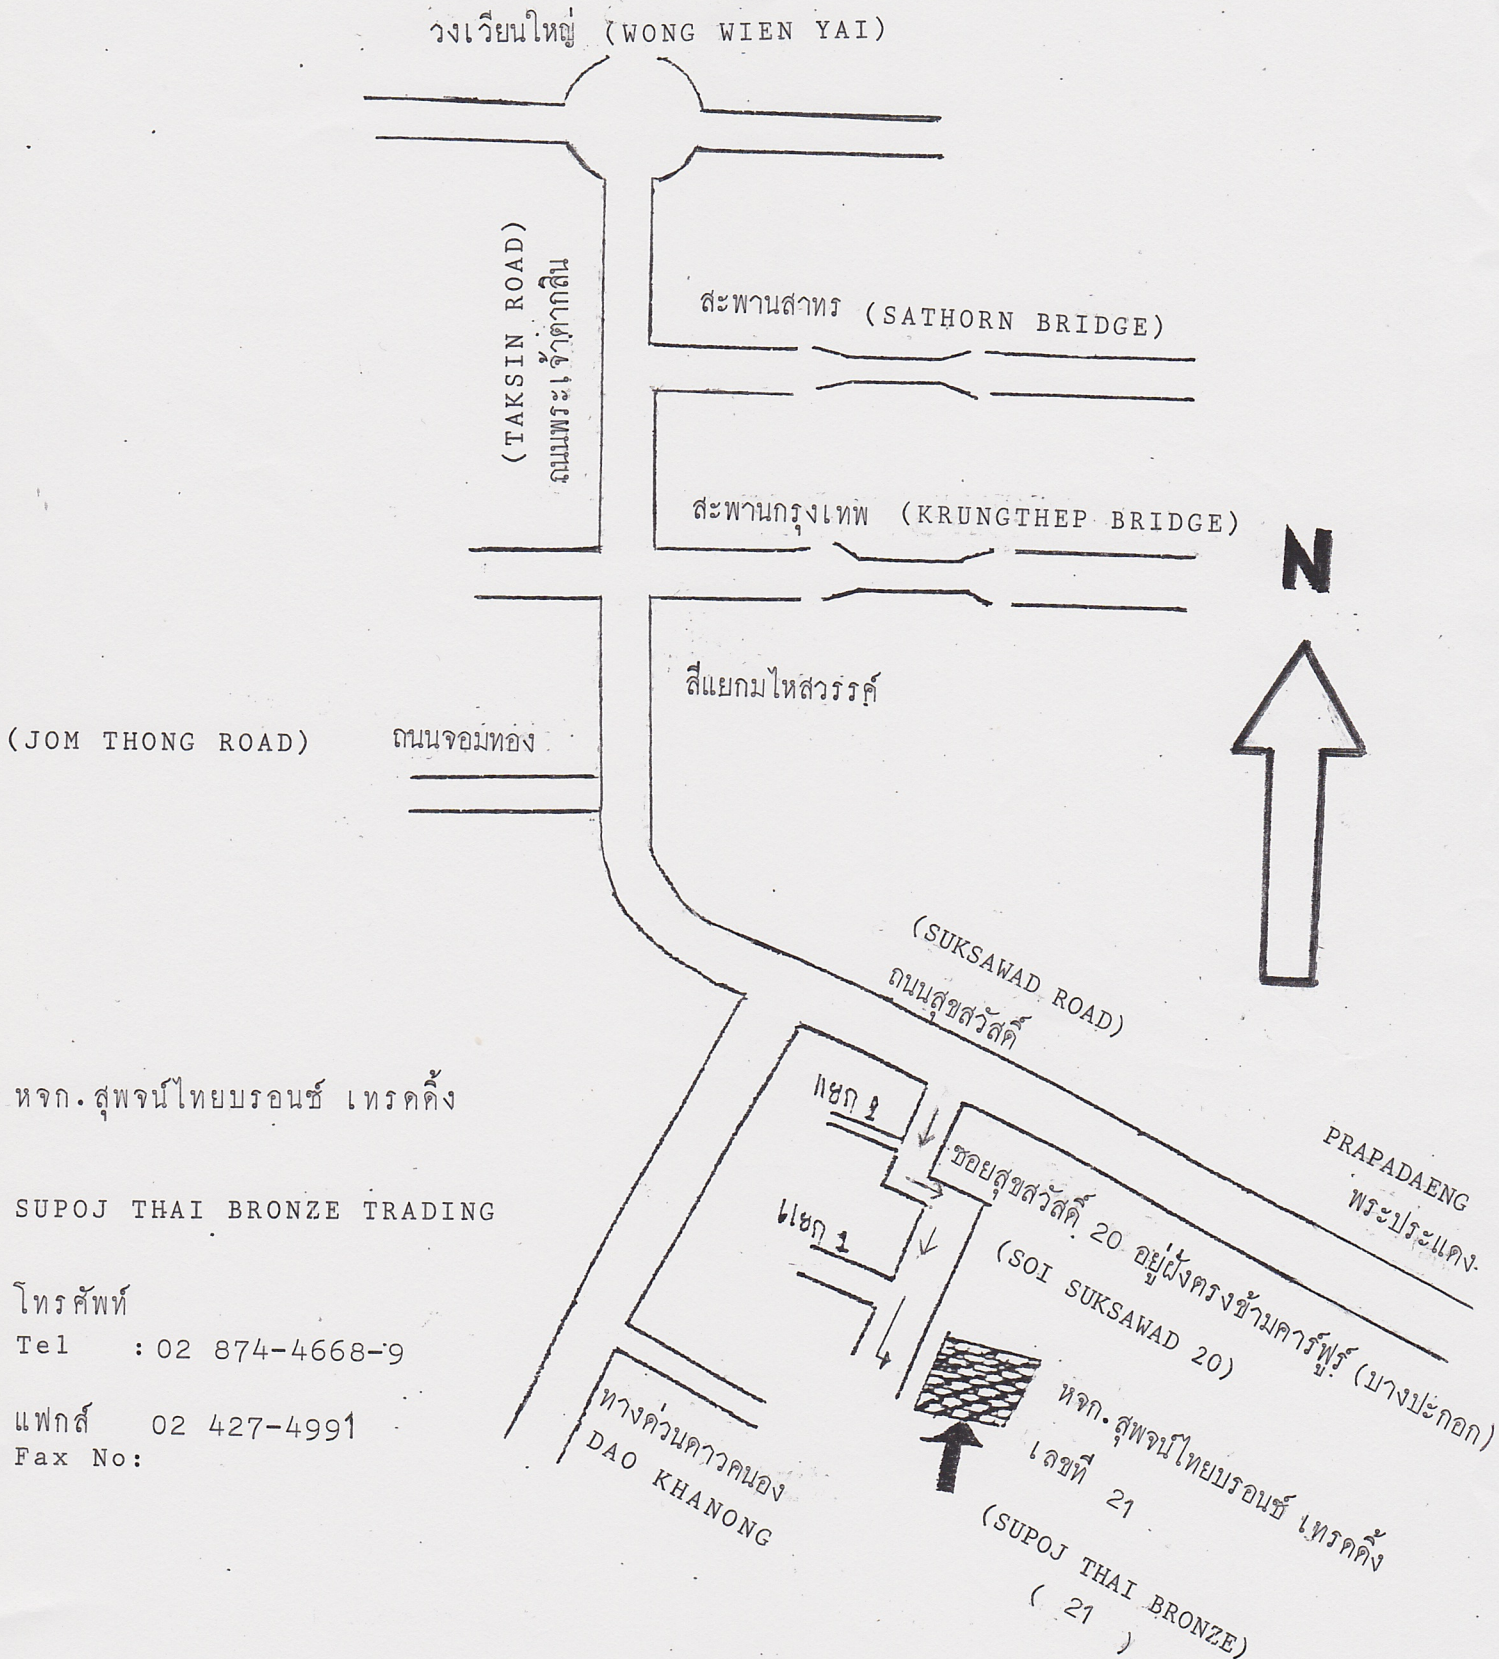 วงเวียนใหญ่ (WONG WIEN YAI)
(TAKSIN ROAD)
ถนนพระเจ้าตากสิน
สะพานสาทร (SATHORN BRIDGE)
สะพานกรุงเทพ (KRUNGTHEP BRIDGE)
N
สี่แยกมไหสวรรค์
(JOM THONG ROAD) ถนนจอมทอง
(SUKSAWAD ROAD)
ถนนสุขสวัสดิ์
PRAPADAENG
พระประแดง
แยก
ซอยสุขสวัสดิ์ 20 อยู่ฝั่งตรงข้ามคาร์ฟูร์ (บางปะกอก)
(SOI SUKSAWAD 20)
แยก
หจก.สุพจน์ไทยบรอนซ์ เทรดดิ้ง
เลขที่ 21
(SUPOJ THAI BRONZE)
( 21 )
ทางด่วนดาวคนอง
DAO KHANONG
หจก.สุพจน์ไทยบรอนซ์ เทรดดิ้ง
SUPOJ THAI BRONZE TRADING
โทรศัพท์
Tel :02 874-4668-9
แฟกส์ 02 427-4991
Fax No: